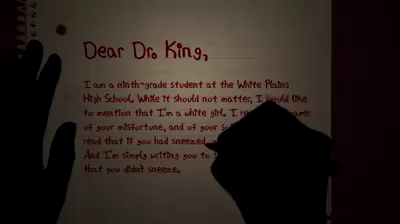 Dear Dr. King,
I am a ninth-grade student at the White Plains
High School. While it should not matter, I would like
to mention that I'm a white girl. I
of your misfortune, and of your
read that if you had sneezed,
And I'm simply writing you to
that you didn't sneeze.